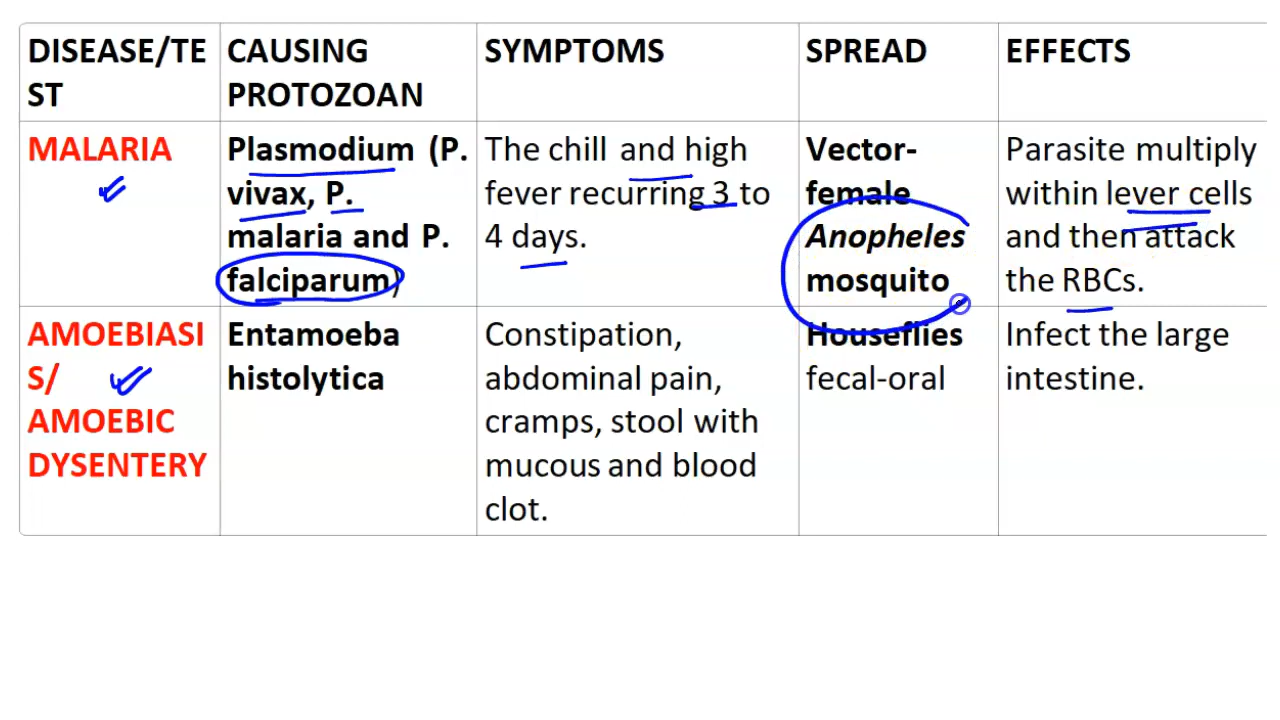 DISEASE/TE
ST
CAUSING
PROTOZOAN
SYMPTOMS
SPREAD
EFFECTS
MALARIA
Plasmodium (P.
vivax, P.
malaria and P.
falciparum)
The chill and high
fever recurring 3 to
4 days.
Vector-
female
Anopheles
mosquito
Parasite multiply
within lever cells
and then attack
the RBCs.
AMOEBIASI
S/
AMOEBIC
DYSENTERY
Entamoeba
histolytica
Constipation,
abdominal pain,
cramps, stool with
mucous and blood
clot.
Houseflies
fecal-oral
Infect the large
intestine.